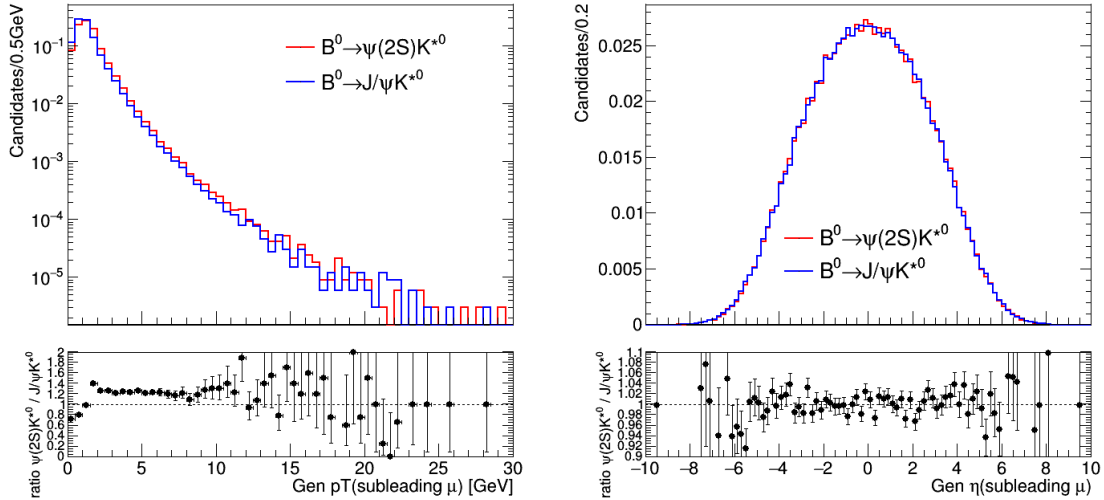 Candidates/0.5GeV
10⁻¹
10⁻²
10⁻³
10⁻⁴
10⁻⁵
B⁰→ψ(2S)K*⁰
B⁰→J/ψK*⁰
ratio ψ(2S)K*⁰ / J/ψK*⁰
2
1.8
1.6
1.4
1.2
1
0.8
0.6
0.4
0.2
0
0 5 10 15 20 25 30
Gen pT(subleading μ) [GeV]
Candidates/0.2
0.025
0.02
0.015
0.01
0.005
0
B⁰→ψ(2S)K*⁰
B⁰→J/ψK*⁰
ratio ψ(2S)K*⁰ / J/ψK*⁰
1.1
1.08
1.06
1.04
1.02
1.00
0.98
0.96
0.94
0.92
0.9
−10 −8 −6 −4 −2 0 2 4 6 8 10
Gen η(subleading μ)